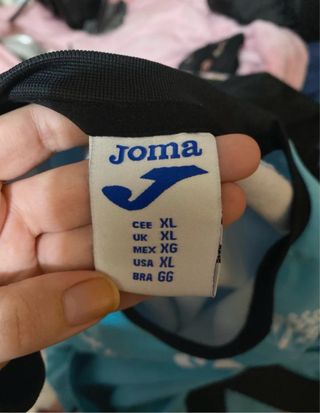 Joma
CEE XL
UK XL
MEX XG
USA XL
BRA GG